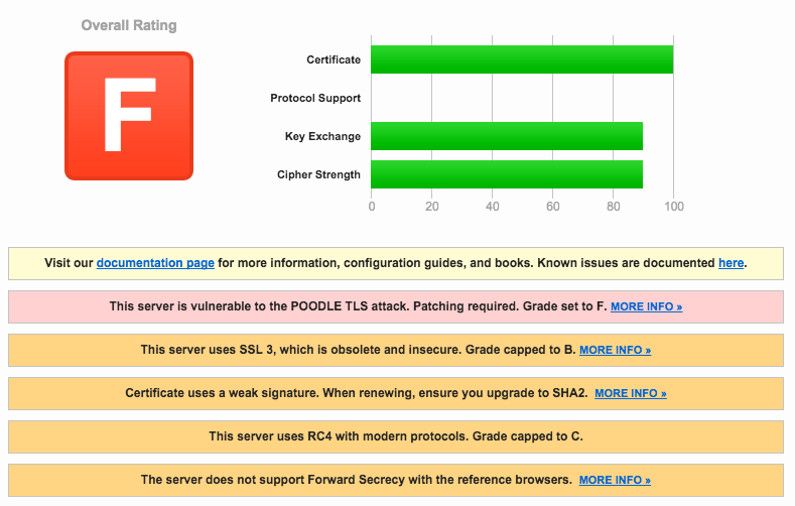 Overall Rating
F
Certificate
Protocol Support
Key Exchange
Cipher Strength
0 20 40 60 80 100
Visit our documentation page for more information, configuration guides, and books. Known issues are documented here.
This server is vulnerable to the POODLE TLS attack. Patching required. Grade set to F. MORE INFO »
This server uses SSL 3, which is obsolete and insecure. Grade capped to B. MORE INFO »
Certificate uses a weak signature. When renewing, ensure you upgrade to SHA2. MORE INFO »
This server uses RC4 with modern protocols. Grade capped to C.
The server does not support Forward Secrecy with the reference browsers. MORE INFO »